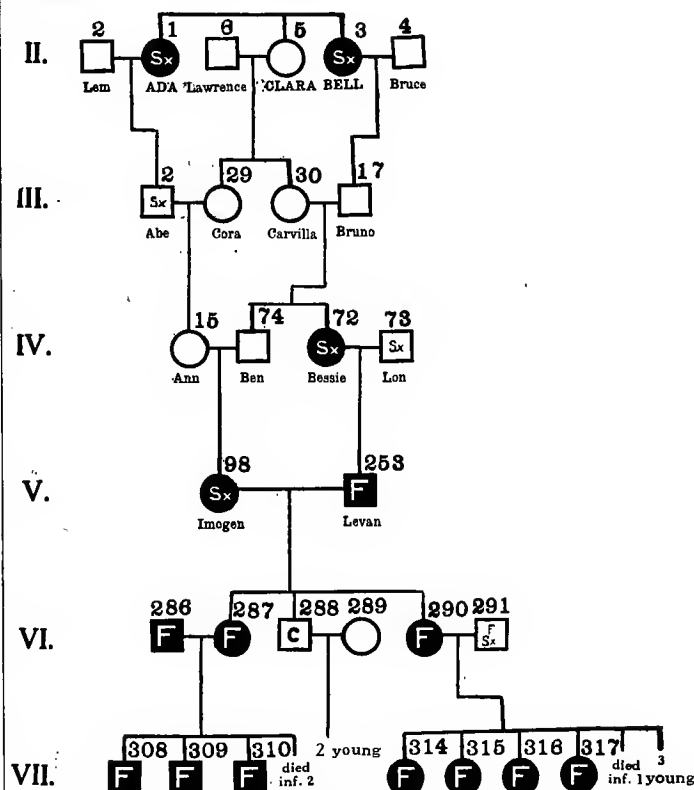 2 1 6 5 3 4
II. Sx Sx
Lem ADA Lawrence CLARA BELL Bruce
2 29 30 17
III. Sx
Abe Cora Carvilla Bruno
15 74 72 73
IV. Sx Sx
Ann Ben Bessie Lon
98 253
V. Sx F
Imogen Levan
286 287 288 289 290 291
VI. F F C F F Sx
308 309 310 died inf. 2 2 young 314 315 316 317 died inf. 1 3 young
VII. F F F F F F F